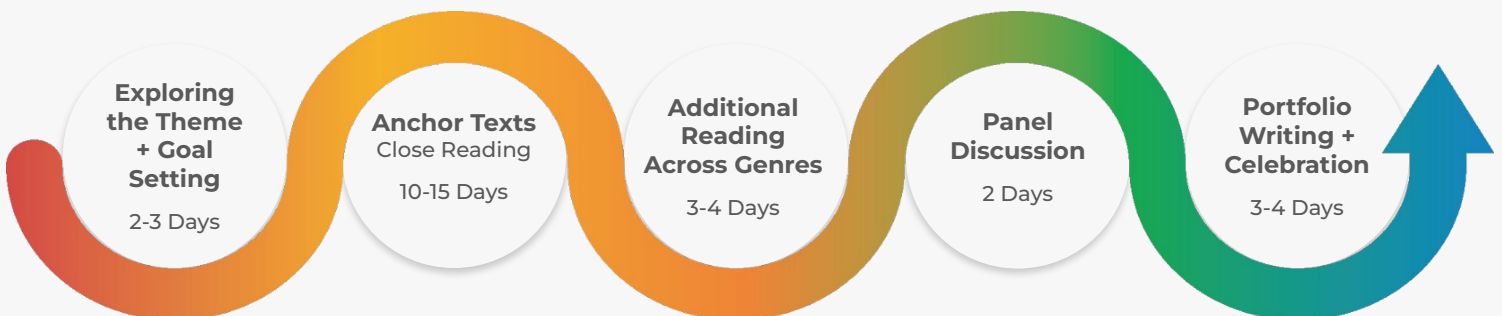 Exploring
the Theme
+ Goal
Setting
2-3 Days
Anchor Texts
Close Reading
10-15 Days
Additional
Reading
Across Genres
3-4 Days
Panel
Discussion
2 Days
Portfolio
Writing +
Celebration
3-4 Days